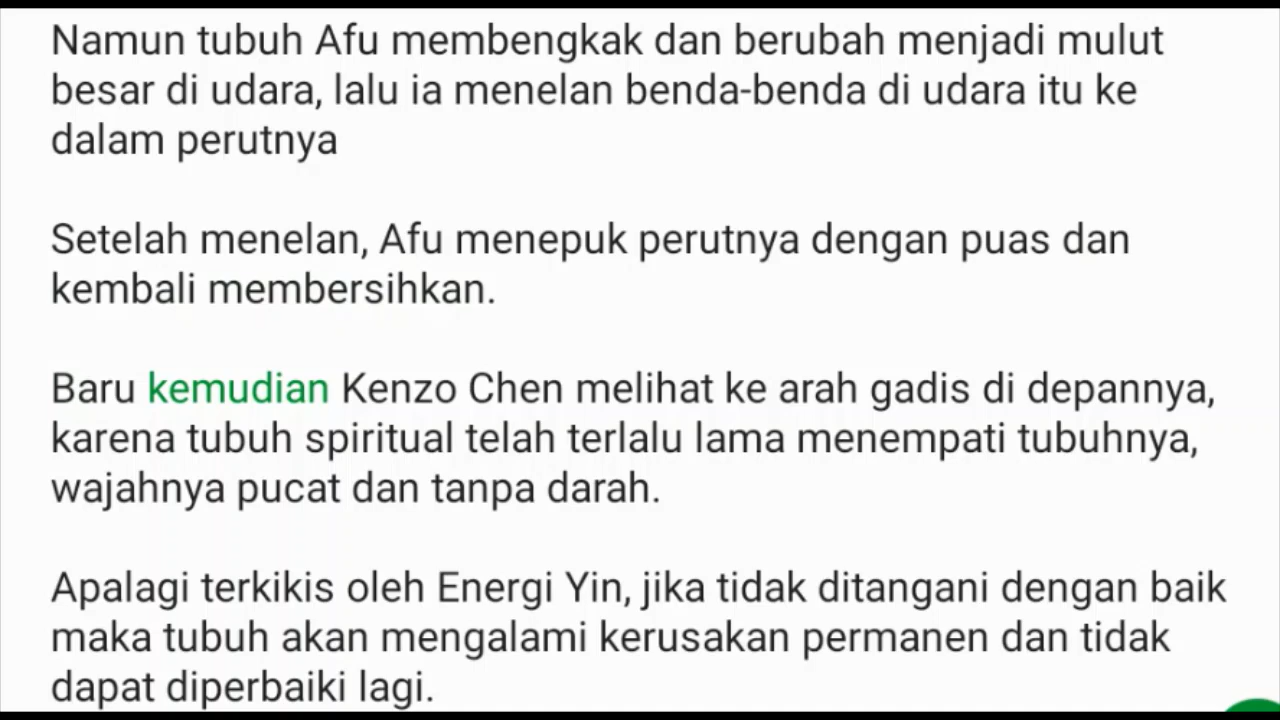 Namun tubuh Afu membengkak dan berubah menjadi mulut
besar di udara, lalu ia menelan benda-benda di udara itu ke
dalam perutnya
Setelah menelan, Afu menepuk perutnya dengan puas dan
kembali membersihkan.
Baru kemudian Kenzo Chen melihat ke arah gadis di depannya,
karena tubuh spiritual telah terlalu lama menempati tubuhnya,
wajahnya pucat dan tanpa darah.
Apalagi terkikis oleh Energi Yin, jika tidak ditangani dengan baik
maka tubuh akan mengalami kerusakan permanen dan tidak
dapat diperbaiki lagi.